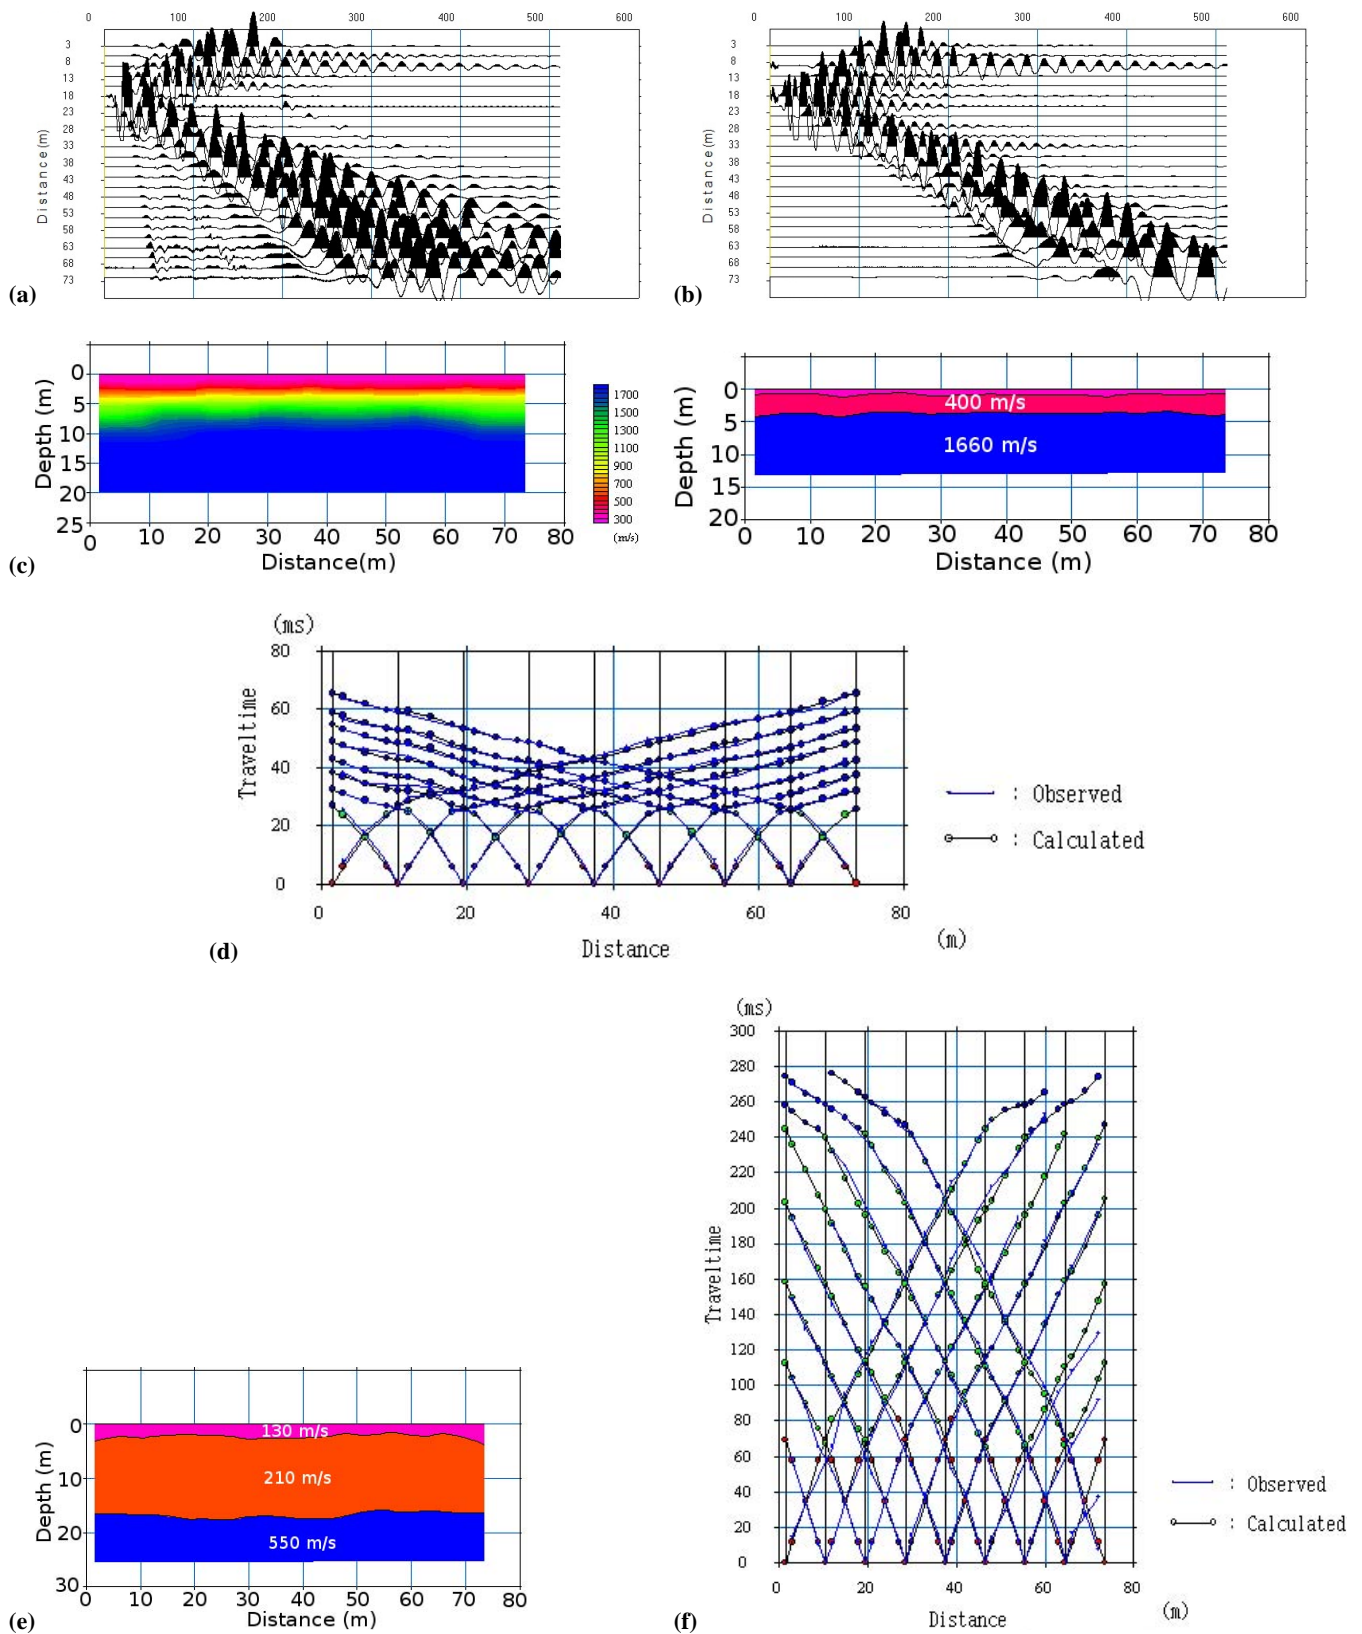 0 100 200 300 400 500 600
3
8
13
18
23
28
33
38
43
48
53
58
63
68
73
Distance(m)
(a)
0 100 200 300 400 500 600
3
8
13
18
23
28
33
38
43
48
53
58
63
68
73
Distance(m)
(b)
0
5
10
15
20
25
Depth (m)
0 10 20 30 40 50 60 70 80
Distance(m)
1700
1500
1300
1100
900
700
500
300
(m/s)
(c)
0
5
10
15
20
Depth (m)
400 m/s
1660 m/s
0 10 20 30 40 50 60 70 80
Distance (m)
(ms)
80
60
40
20
0
Traveltime
0 20 40 60 80
Distance
(m)
: Observed
: Calculated
(d)
0
10
20
30
Depth (m)
130 m/s
210 m/s
550 m/s
0 10 20 30 40 50 60 70 80
Distance (m)
(e)
(ms)
300
280
260
240
220
200
180
160
140
120
100
80
60
40
20
0
Traveltime
0 20 40 60 80
Distance
(m)
: Observed
: Calculated
(f)